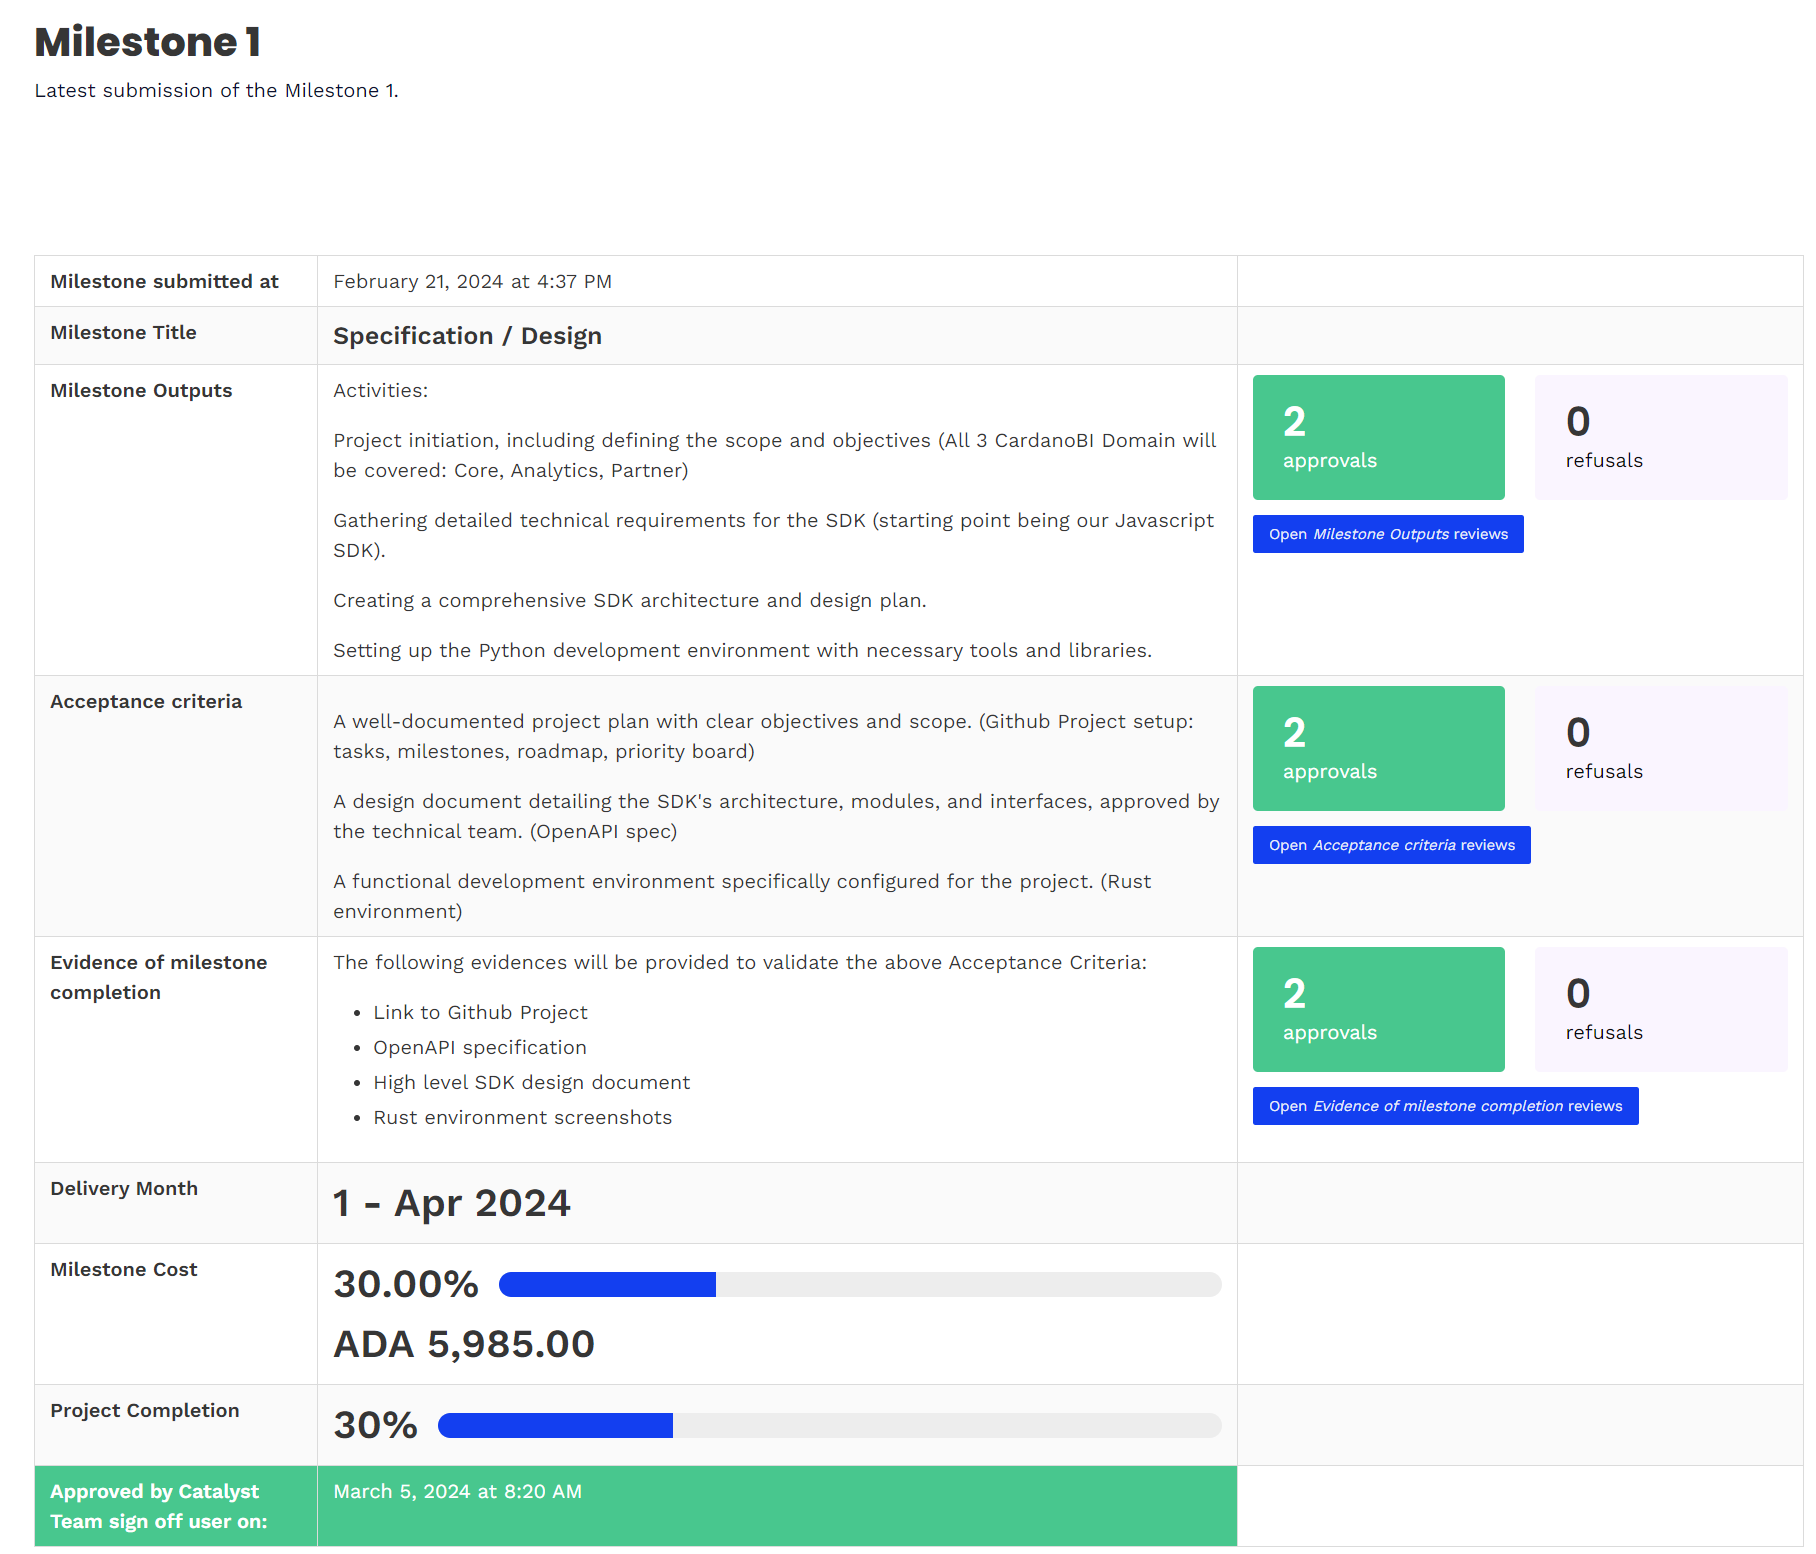 Milestone 1
Latest submission of the Milestone 1.
Milestone submitted at
February 21, 2024 at 4:37 PM
Milestone Title
Specification / Design
Milestone Outputs
Activities:
Project initiation, including defining the scope and objectives (All 3 CardanoBI Domain will
be covered: Core, Analytics, Partner)
Gathering detailed technical requirements for the SDK (starting point being our Javascript
SDK).
Creating a comprehensive SDK architecture and design plan.
Setting up the Python development environment with necessary tools and libraries.
2
approvals
0
refusals
Open Milestone Outputs reviews
Acceptance criteria
A well-documented project plan with clear objectives and scope. (Github Project setup:
tasks, milestones, roadmap, priority board)
A design document detailing the SDK's architecture, modules, and interfaces, approved by
the technical team. (OpenAPI spec)
A functional development environment specifically configured for the project. (Rust
environment)
2
approvals
0
refusals
Open Acceptance criteria reviews
Evidence of milestone
completion
The following evidences will be provided to validate the above Acceptance Criteria:
• Link to Github Project
• OpenAPI specification
• High level SDK design document
• Rust environment screenshots
2
approvals
0
refusals
Open Evidence of milestone completion reviews
Delivery Month
1 - Apr 2024
Milestone Cost
30.00%
ADA 5,985.00
Project Completion
30%
Approved by Catalyst
Team sign off user on:
March 5, 2024 at 8:20 AM